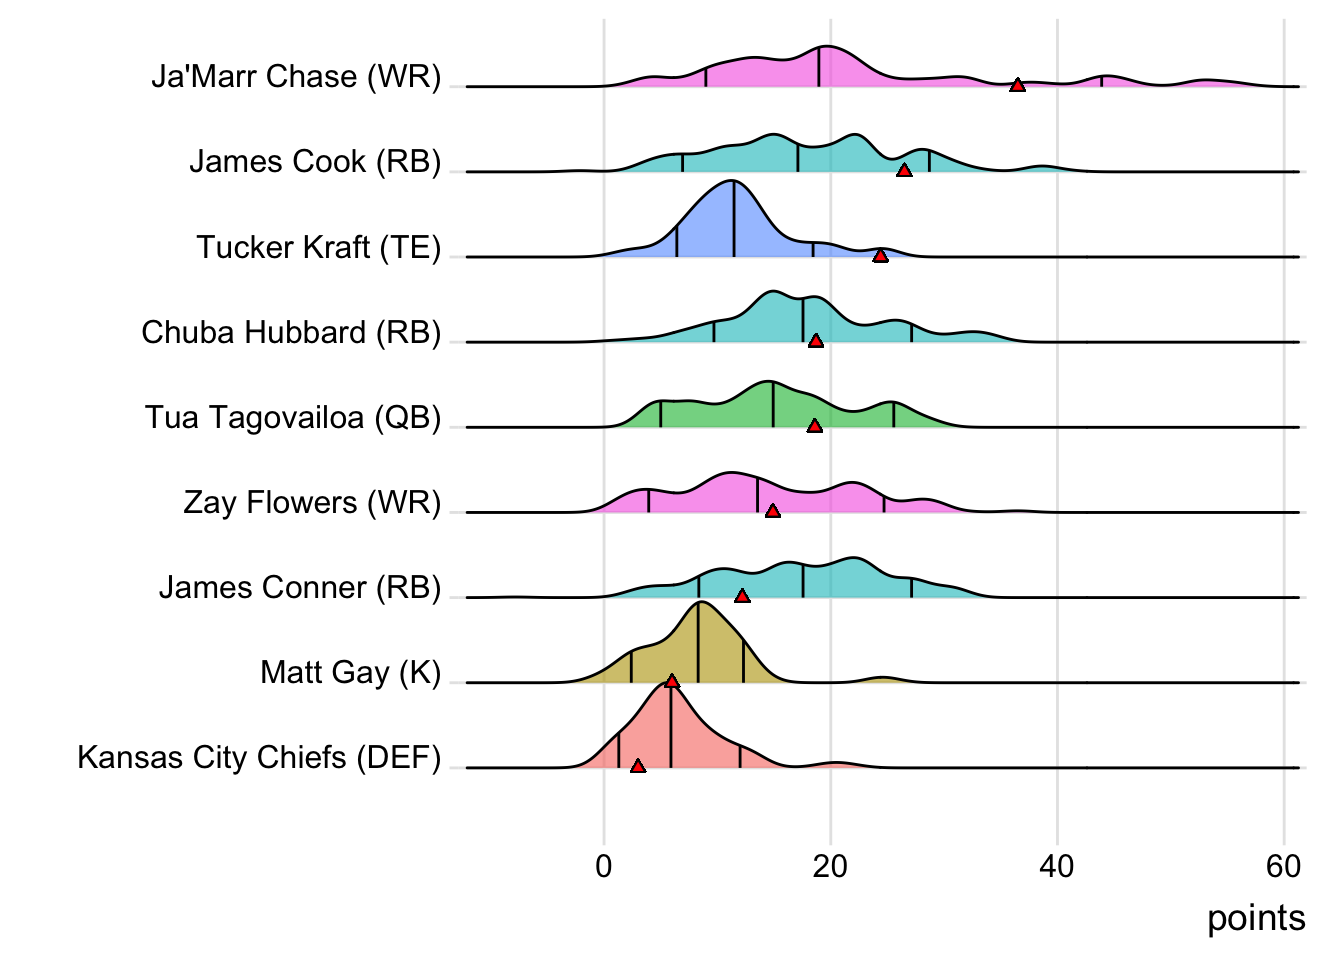 Ja'Marr Chase (WR)
James Cook (RB)
Tucker Kraft (TE)
Chuba Hubbard (RB)
Tua Tagovailoa (QB)
Zay Flowers (WR)
James Conner (RB)
Matt Gay (K)
Kansas City Chiefs (DEF)
0 20 40 60
points